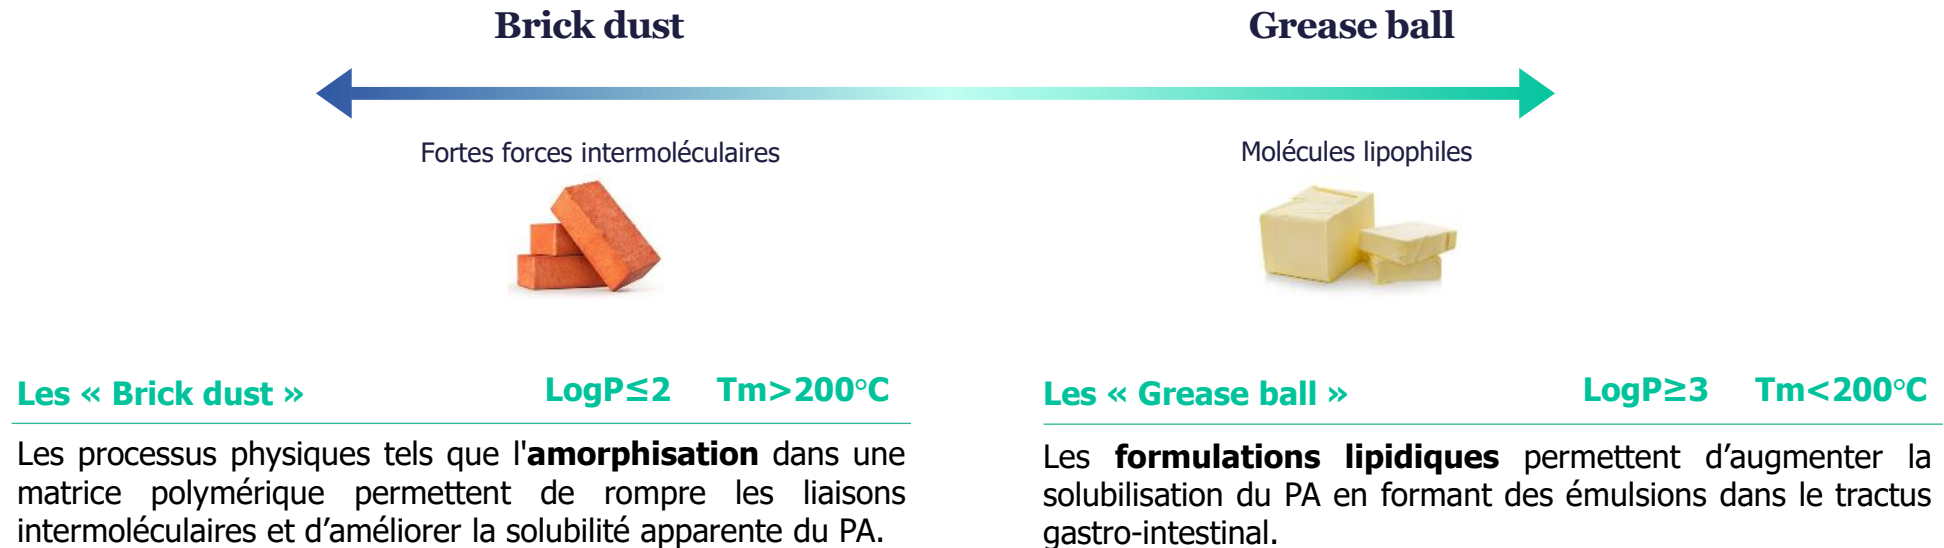 Brick dust
Grease ball
Fortes forces intermoléculaires
Molécules lipophiles
Les « Brick dust »
LogP≤2
Tm>200°C
Les processus physiques tels que l'amorphisation dans une
matrice polymérique permettent de rompre les liaisons
intermoléculaires et d’améliorer la solubilité apparente du PA.
Les « Grease ball »
LogP≥3
Tm<200°C
Les formulations lipidiques permettent d’augmenter la
solubilisation du PA en formant des émulsions dans le tractus
gastro-intestinal.